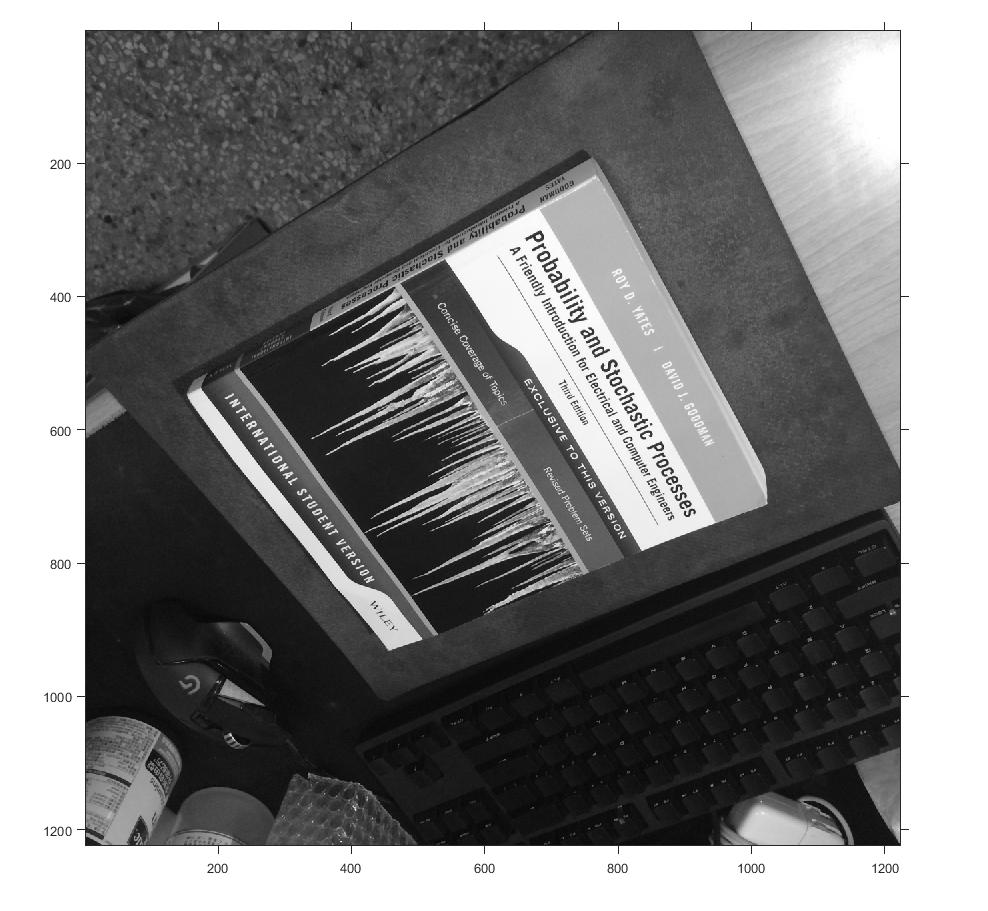 ROY D. YATES | DAVID J. GOODMAN
Probability and Stochastic Processes
A Friendly Introduction for Electrical and Computer Engineers
Third Edition
EXCLUSIVE TO THIS VERSION
Concise Coverage of Topics
Revised Problem Sets
INTERNATIONAL STUDENT VERSION
WILEY
YATES
GOODMAN
Probability and Stochastic Processes
G
200
400
600
800
1000
1200
200
400
600
800
1000
1200